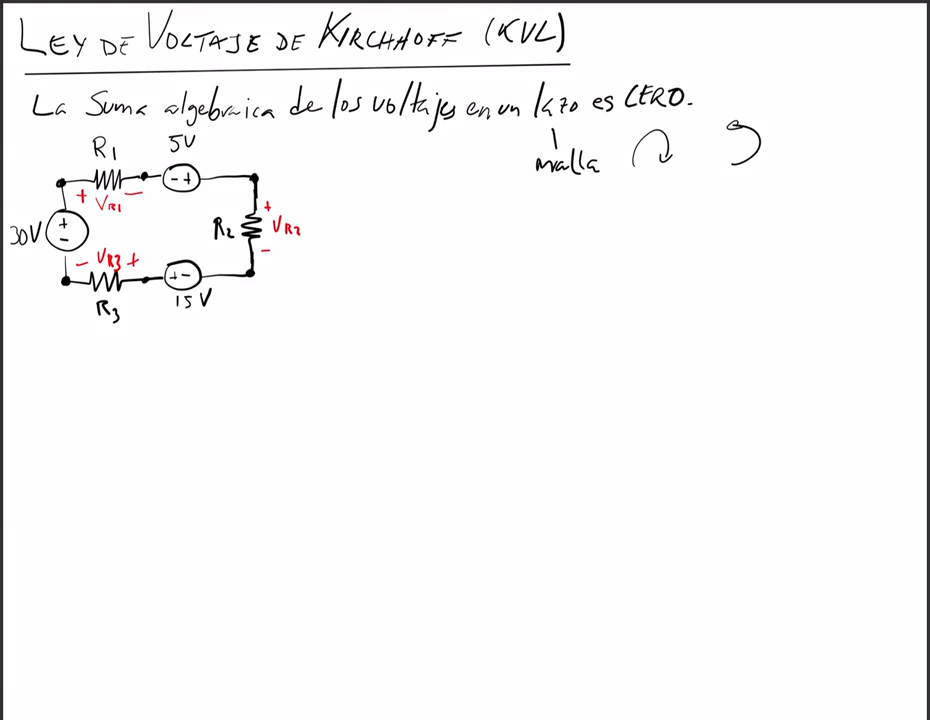 LEY DE VOLTAJE DE KIRCHHOFF (KVL)
La Suma algebraica de los voltajes en un lazo es CERO.
malla
R1 5V
+ VR1 -
- +
30V
+
-
R2
+
VR2
-
- VR3 +
+ -
R3
15V